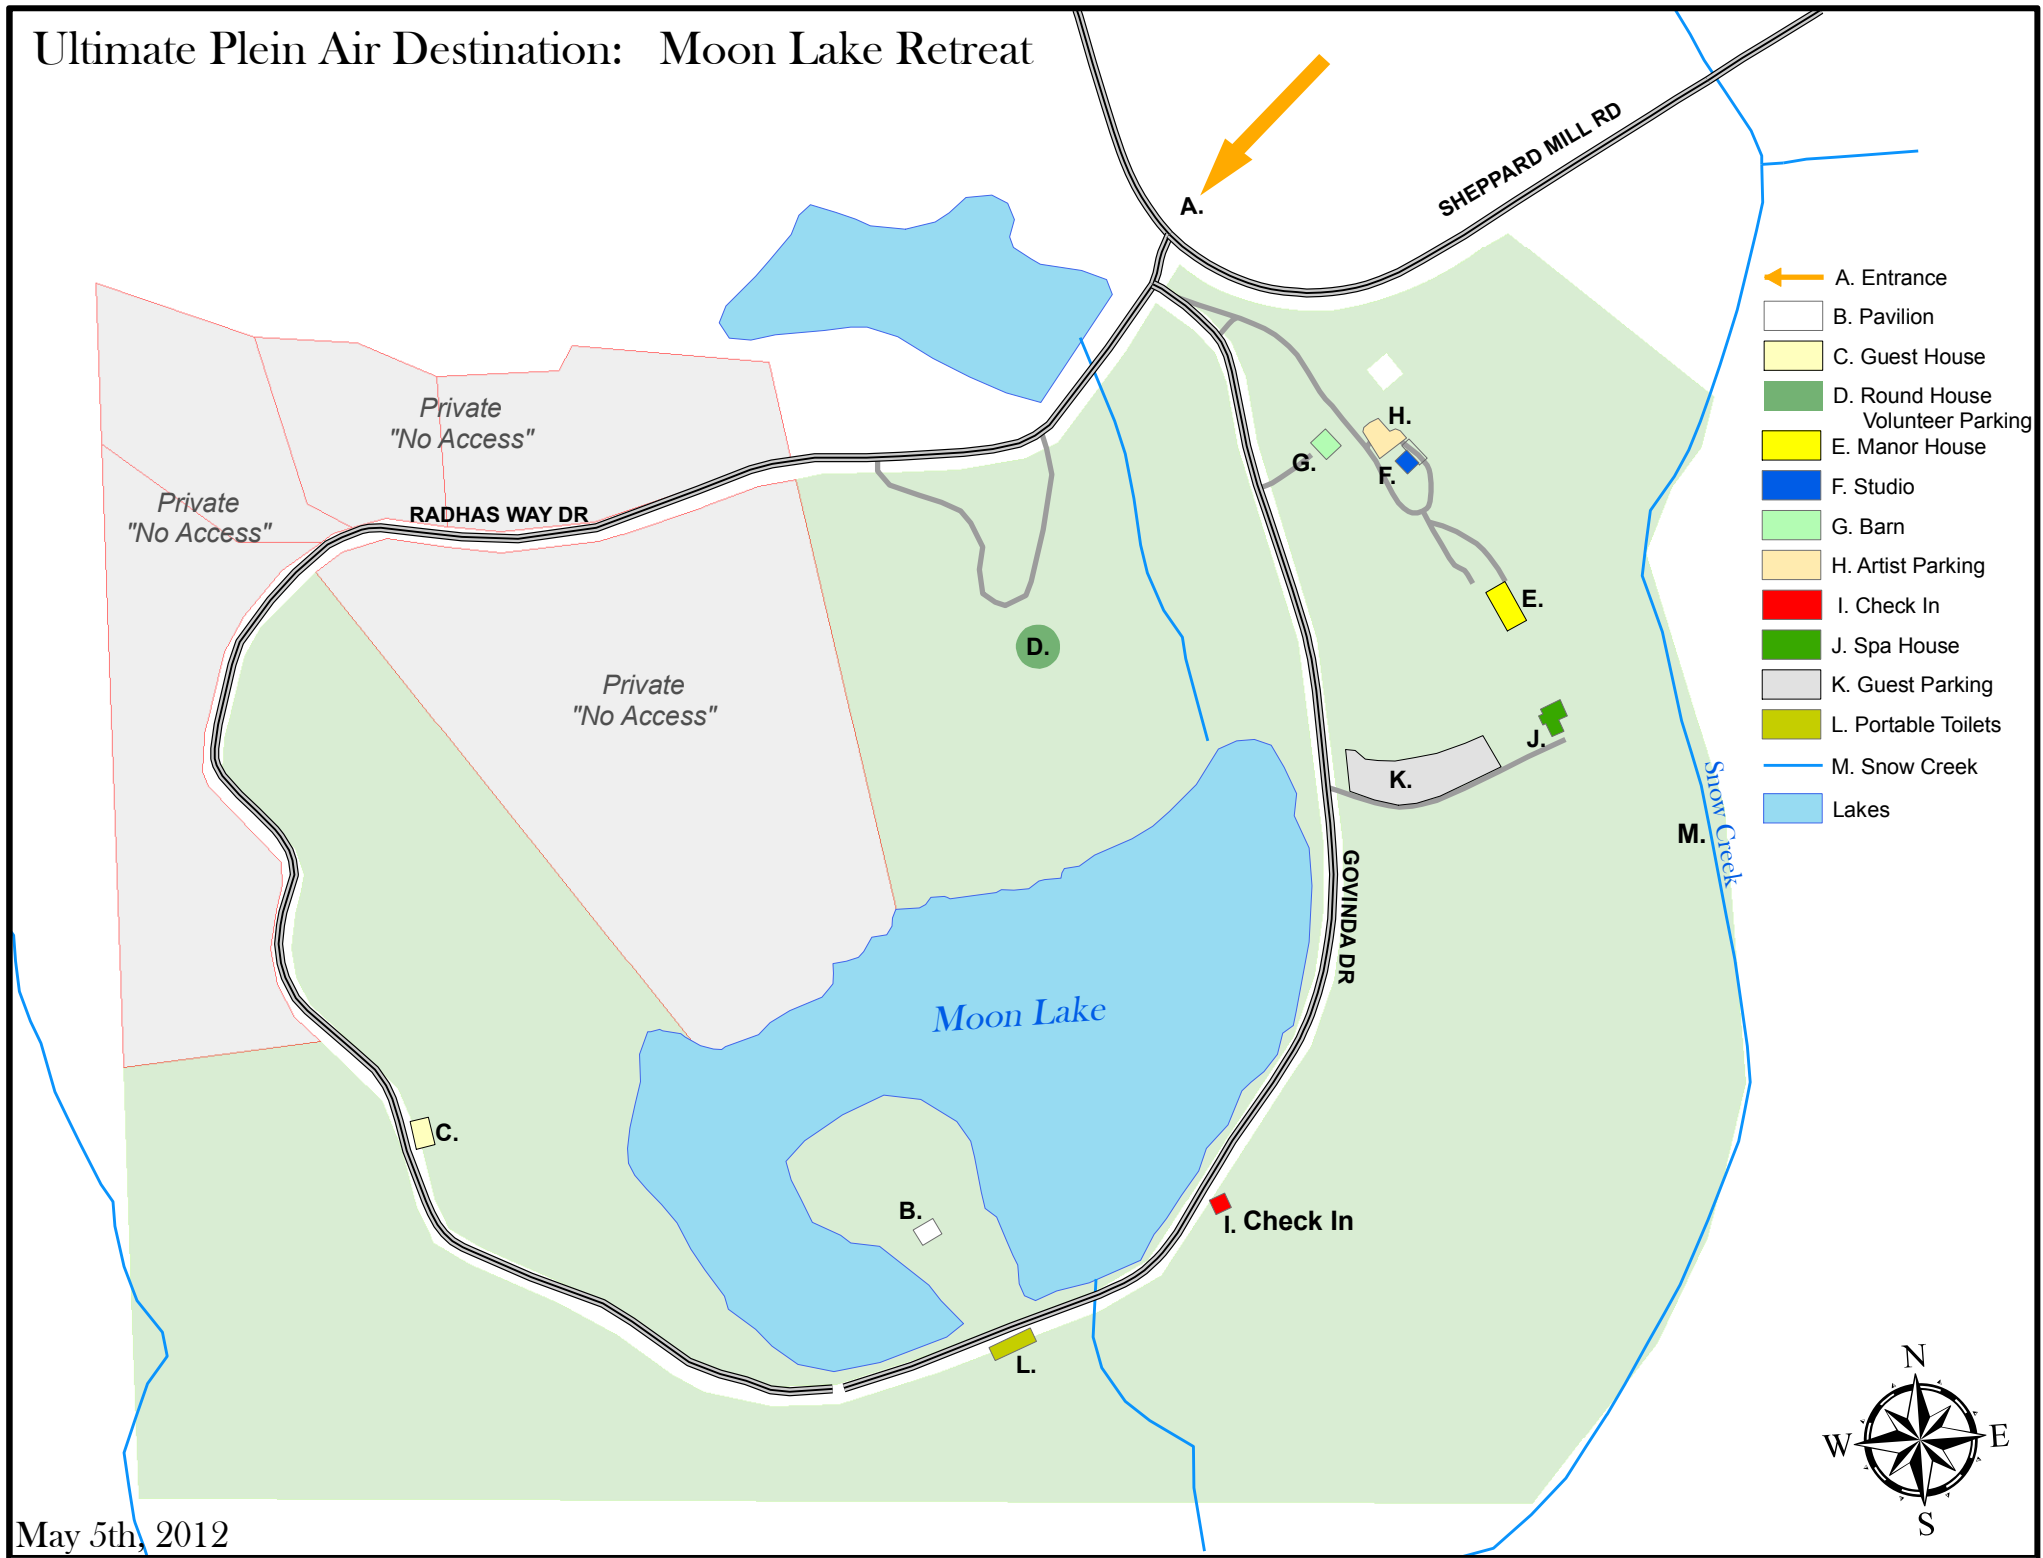 Ultimate Plein Air Destination: Moon Lake Retreat
SHEPPARD MILL RD
A.
A. Entrance
B. Pavilion
C. Guest House
D. Round House
Volunteer Parking
E. Manor House
F. Studio
G. Barn
H. Artist Parking
I. Check In
J. Spa House
K. Guest Parking
L. Portable Toilets
M. Snow Creek
Lakes
Private
"No Access"
H.
G.
F.
Private
"No Access"
RADHAS WAY DR
E.
D.
Private
"No Access"
J.
K.
M.
Snow Creek
GOVINDA DR
Moon Lake
C.
B.
I. Check In
L.
N
W
E
S
May 5th, 2012